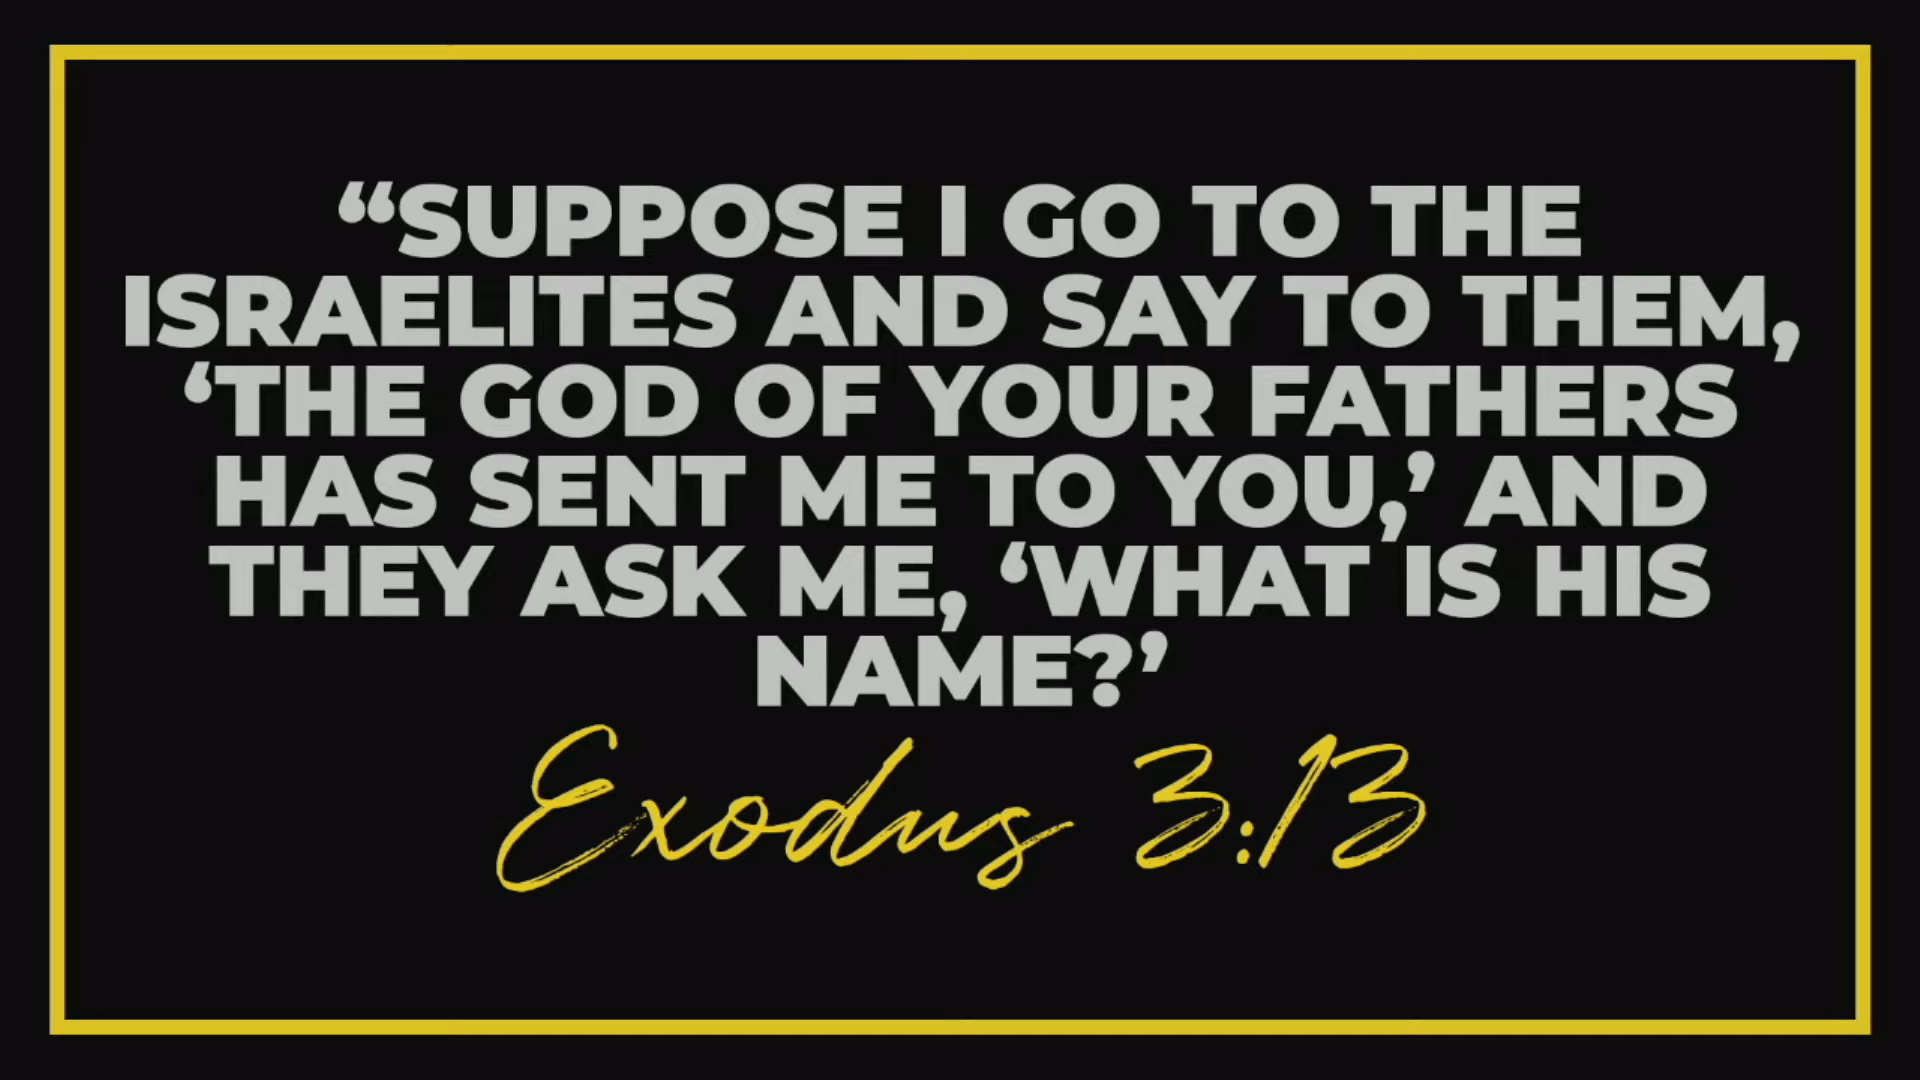 “SUPPOSE I GO TO THE
ISRAELITES AND SAY TO THEM,
‘THE GOD OF YOUR FATHERS
HAS SENT ME TO YOU,’ AND
THEY ASK ME, ‘WHAT IS HIS
NAME?’
Exodus 3:13